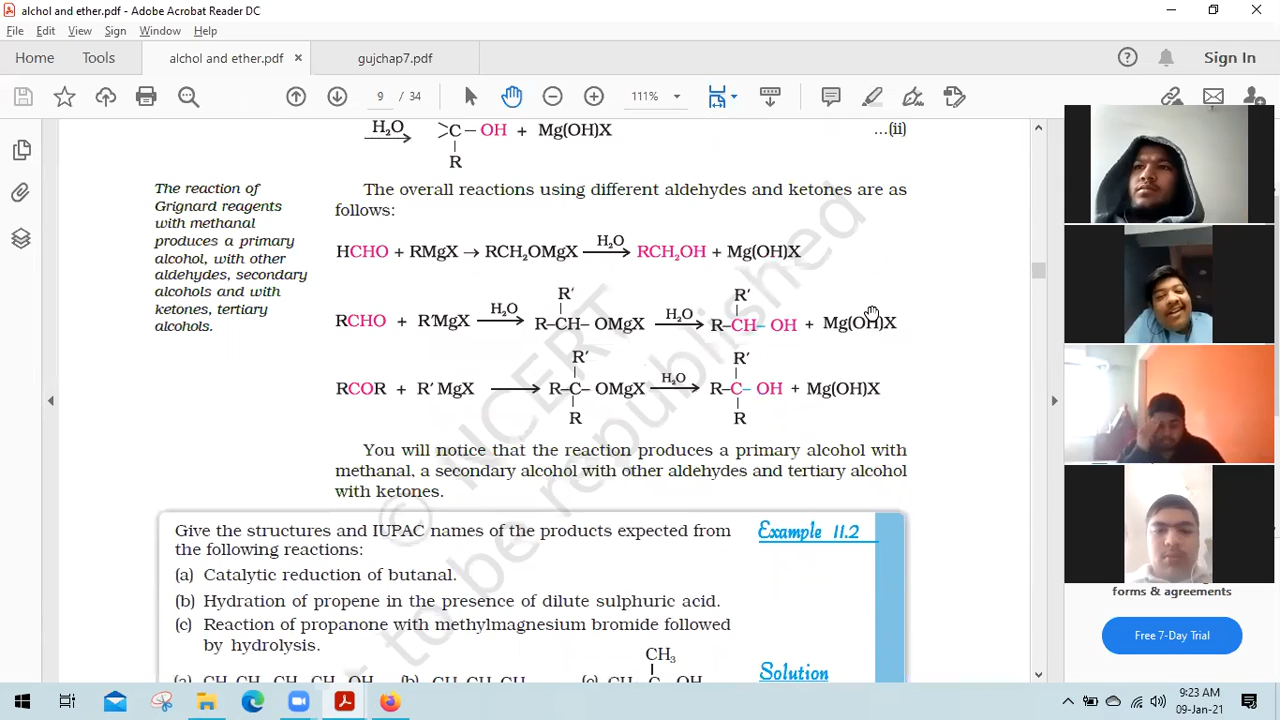 alchol and ether.pdf - Adobe Acrobat Reader DC
File Edit View Sign Window Help
Home Tools alchol and ether.pdf × gujchap7.pdf Sign In
9 / 34 111%
H₂O >C – OH + Mg(OH)X ...(ii)
R
The reaction of
Grignard reagents
with methanal
produces a primary
alcohol, with other
aldehydes, secondary
alcohols and with
ketones, tertiary
alcohols.
The overall reactions using different aldehydes and ketones are as
follows:
HCHO + RMgX → RCH₂OMgX H₂O → RCH₂OH + Mg(OH)X
R′ R′
RCHO + R′MgX H₂O → R–CH– OMgX H₂O → R–CH– OH + Mg(OH)X
R′ R′
RCOR + R′ MgX → R–C– OMgX H₂O → R–C– OH + Mg(OH)X
R R
You will notice that the reaction produces a primary alcohol with
methanal, a secondary alcohol with other aldehydes and tertiary alcohol
with ketones.
© NCERT
not to be republished
Give the structures and IUPAC names of the products expected from
the following reactions:
(a) Catalytic reduction of butanal.
(b) Hydration of propene in the presence of dilute sulphuric acid.
(c) Reaction of propanone with methylmagnesium bromide followed
by hydrolysis.
Example 11.2
CH₃
Solution
forms & agreements
Free 7-Day Trial
9:23 AM
09-Jan-21